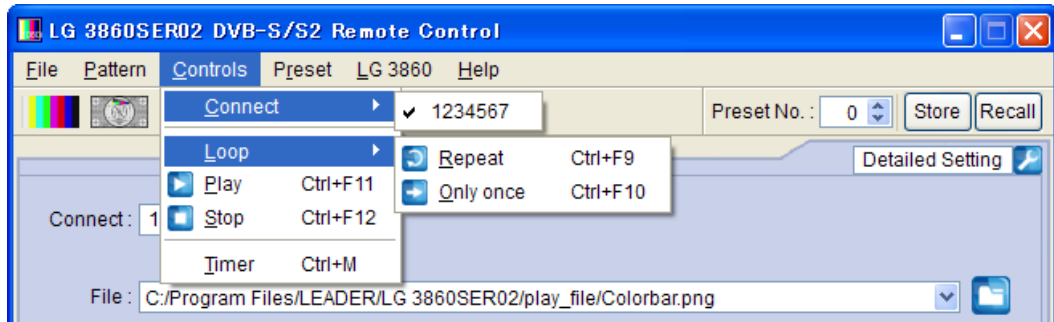 LG 3860SER02 DVB-S/S2 Remote Control
File Pattern Controls Preset LG 3860 Help
Connect 1234567 Preset No. : 0 Store Recall
Loop Repeat Ctrl+F9 Detailed Setting
Play Ctrl+F11 Only once Ctrl+F10
Connect : 1 Stop Ctrl+F12
Timer Ctrl+M
File : C:/Program Files/LEADER/LG 3860SER02/play_file/Colorbar.png